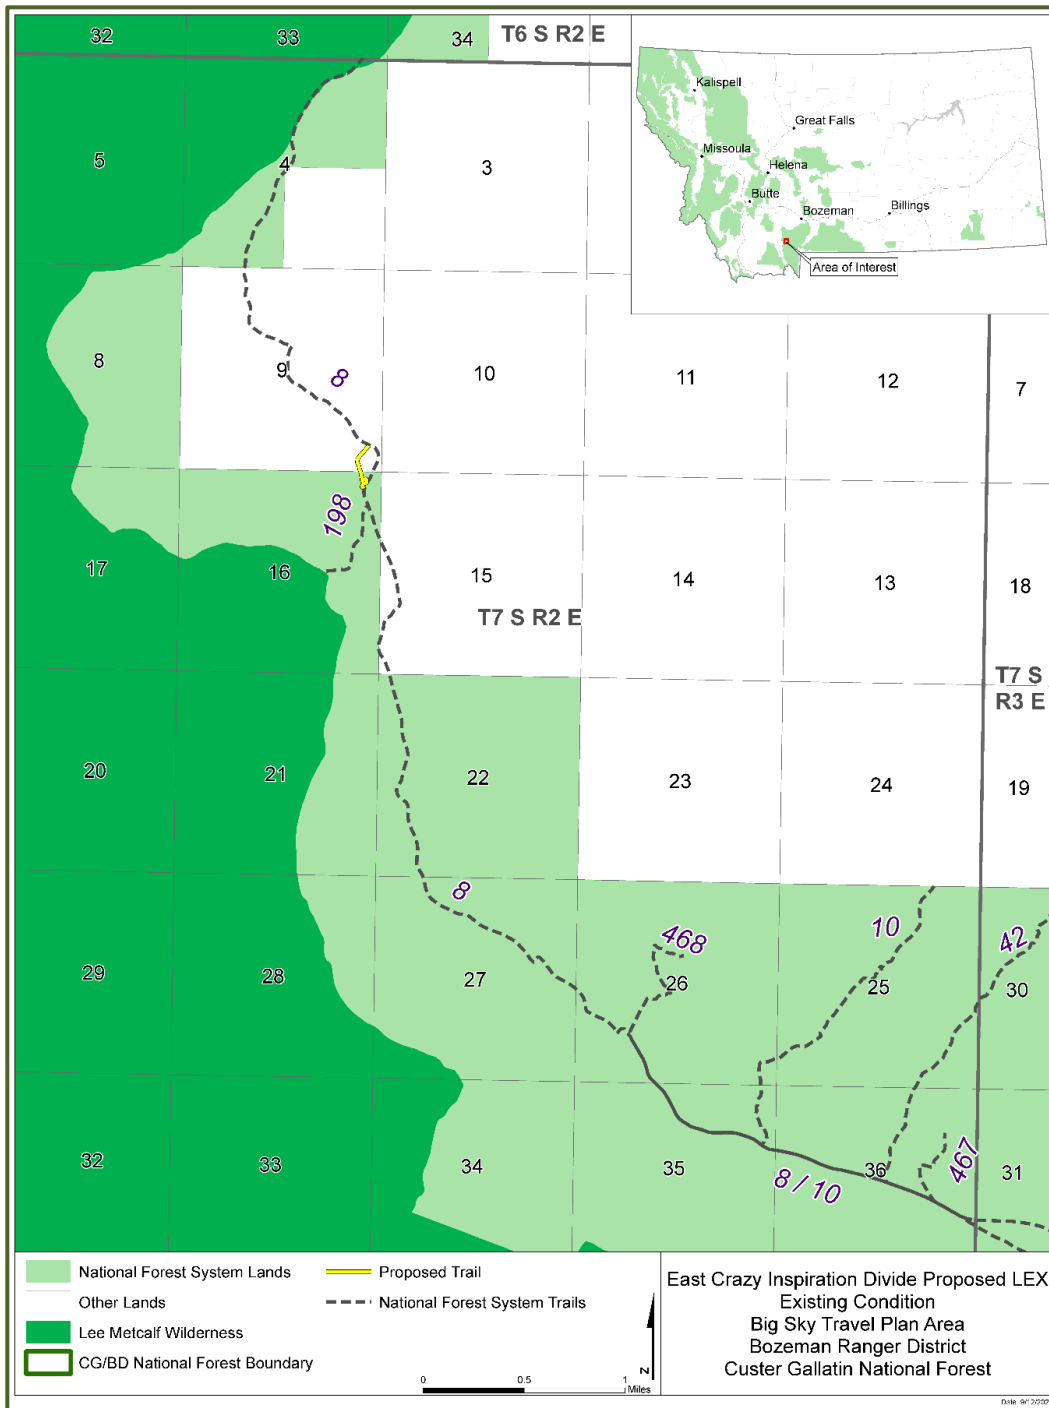 32
33
34
T6 S R2 E
Kalispell
Great Falls
Missoula
Helena
Butte
Bozeman
Billings
Area of Interest
5
4
3
8
9
8
10
11
12
7
198
17
16
15
14
13
18
T7 S R2 E
T7 S
R3 E
20
21
22
23
24
19
8
468
10
42
29
28
27
26
25
30
32
33
34
35
36
31
467
8 / 10
National Forest System Lands
Other Lands
Lee Metcalf Wilderness
CG/BD National Forest Boundary
Proposed Trail
National Forest System Trails
N
0 0.5 1
Miles
East Crazy Inspiration Divide Proposed LEX
Existing Condition
Big Sky Travel Plan Area
Bozeman Ranger District
Custer Gallatin National Forest
Date: 9/12/202